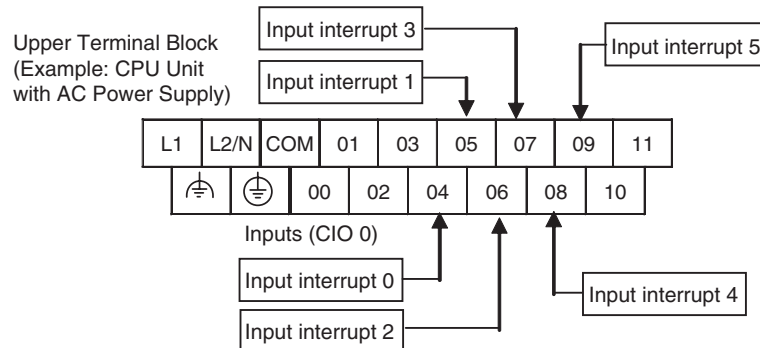 Input interrupt 3
Upper Terminal Block
(Example: CPU Unit
with AC Power Supply)
Input interrupt 5
Input interrupt 1
L1 L2/N COM 01 03 05 07 09 11
00 02 04 06 08 10
Inputs (CIO 0)
Input interrupt 0
Input interrupt 4
Input interrupt 2